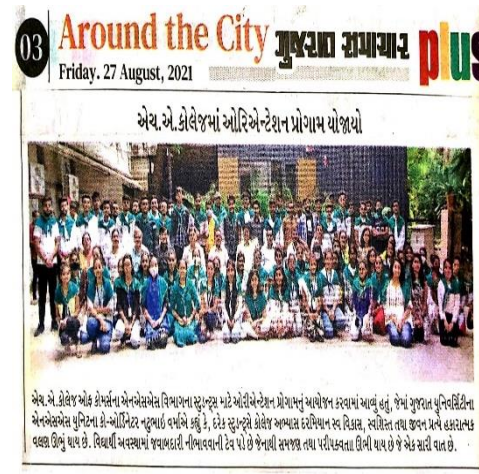 03 Around the City ગુજરાત સમાચાર plus
Friday. 27 August, 2021
એચ.એ.કોલેજમાં ઓરિએન્ટેશન પ્રોગામ યોજાયો
એચ.એ.કોલેજ ઓફ કોમર્સના એનએસએસ વિભાગના સ્ટુડન્ટ્સ માટે ઓરીએન્ટેશન પ્રોગામનું આયોજન કરવામાં આવ્યું હતું, જેમાં ગુજરાત યુનિવર્સિટીના
એનએસએસ યુનિટના કો-ઓર્ડિનેટર નટુભાઇ વર્માએ કહ્યું કે, દરેક સ્ટુડન્ટ્સે કોલેજ અભ્યાસ દરમિયાન સ્વ વિકાસ, સ્વશિસ્ત તથા જીવન પ્રત્યે હકારાત્મક
વલણ ઊભું થાય છે. વિદ્યાર્થી અવસ્થામાં જવાબદારી નીભાવવાની ટેવ પડે છે જેનાથી સમજણ તથા પરીપકવતા ઊભી થાય છે જે એક સારી વાત છે.